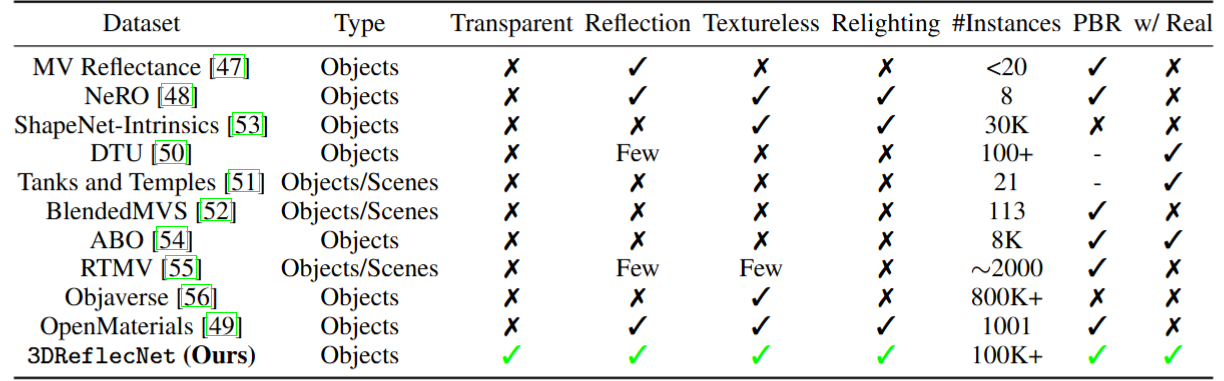 Dataset Type Transparent Reflection Textureless Relighting #Instances PBR w/ Real
MV Reflectance [47] Objects ✗ ✓ ✗ ✗ <20 ✓ ✗
NeRO [48] Objects ✗ ✓ ✓ ✓ 8 ✓ ✗
ShapeNet-Intrinsics [53] Objects ✗ ✗ ✓ ✓ 30K ✗ ✗
DTU [50] Objects ✗ Few ✗ ✗ 100+ - ✓
Tanks and Temples [51] Objects/Scenes ✗ ✗ ✗ ✗ 21 - ✓
BlendedMVS [52] Objects/Scenes ✗ ✗ ✗ ✗ 113 ✓ ✗
ABO [54] Objects ✗ ✗ ✗ ✗ 8K ✓ ✓
RTMV [55] Objects/Scenes ✗ Few Few ✗ ~2000 ✓ ✗
Objaverse [56] Objects ✗ ✗ ✓ ✗ 800K+ ✗ ✗
OpenMaterials [49] Objects ✗ ✓ ✓ ✓ 1001 ✓ ✗
3DReflecNet (Ours) Objects ✓ ✓ ✓ ✓ 100K+ ✓ ✓